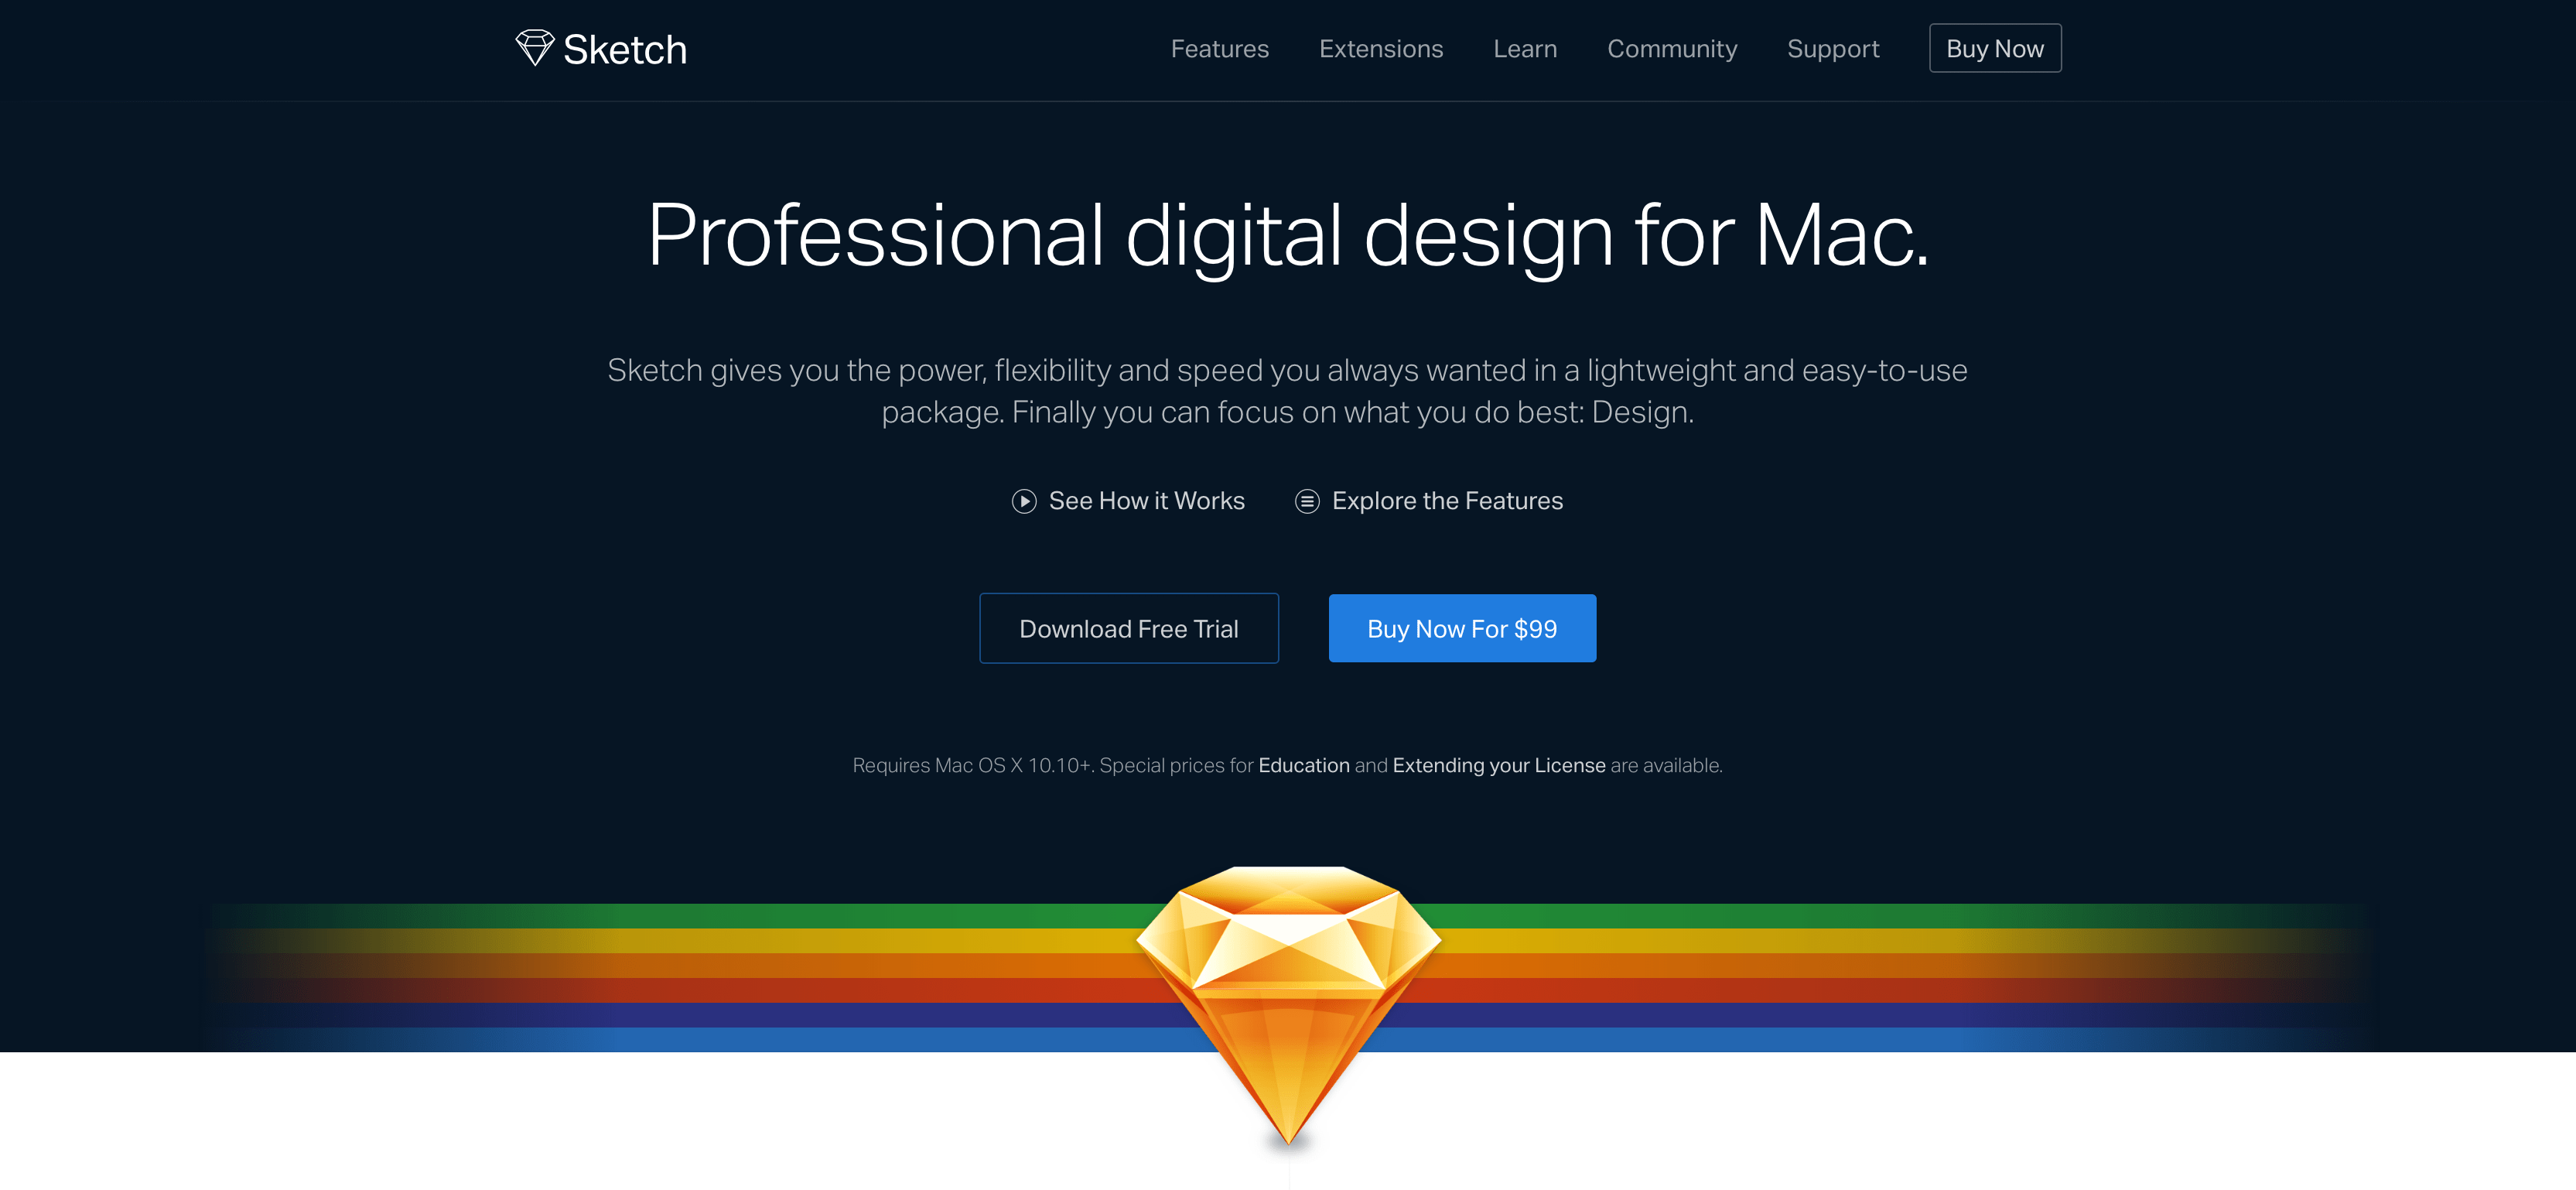 Sketch
Features
Extensions
Learn
Community
Support
Buy Now
Professional digital design for Mac.
Sketch gives you the power, flexibility and speed you always wanted in a lightweight and easy-to-use
package. Finally you can focus on what you do best: Design.
See How it Works
Explore the Features
Download Free Trial
Buy Now For $99
Requires Mac OS X 10.10+. Special prices for Education and Extending your License are available.